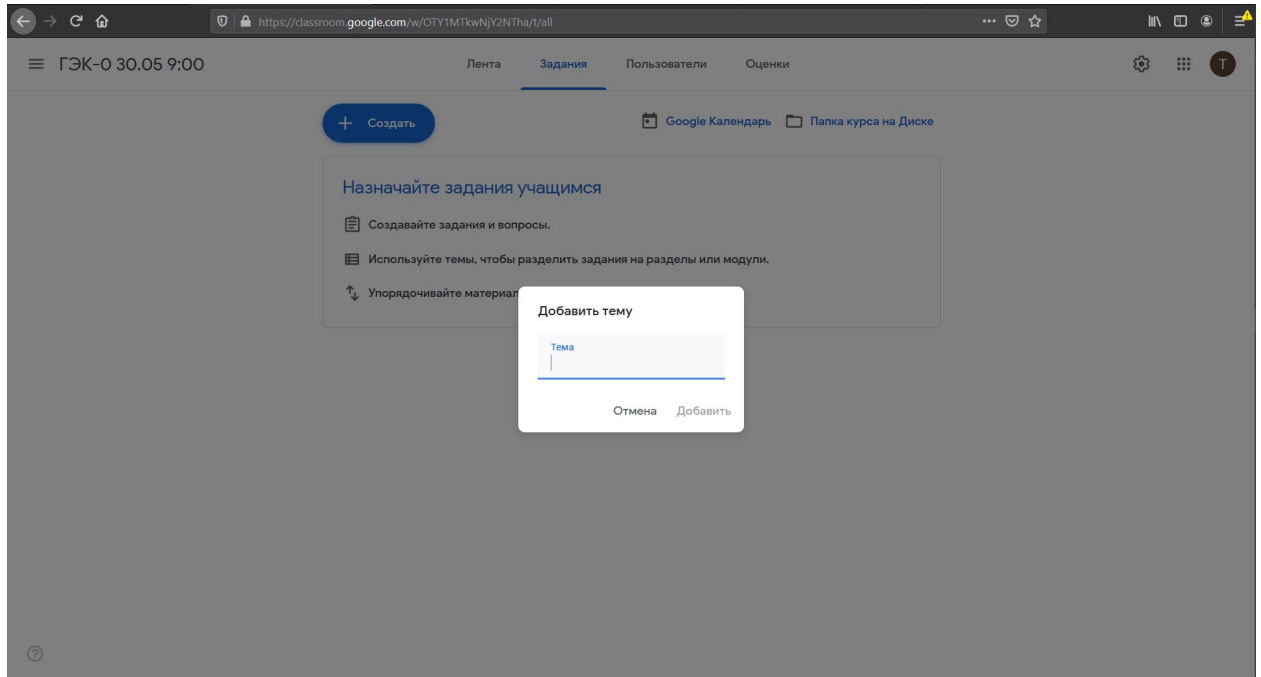 https://classroom.google.com/w/OTY1MTkwNjY2NTha/t/all
ГЭК-0 30.05 9:00
Лента
Задания
Пользователи
Оценки
T
Создать
Google Календарь
Папка курса на Диске
Назначайте задания учащимся
Создавайте задания и вопросы.
Используйте темы, чтобы разделить задания на разделы или модули.
Упорядочивайте материал
Добавить тему
Тема
Отмена
Добавить